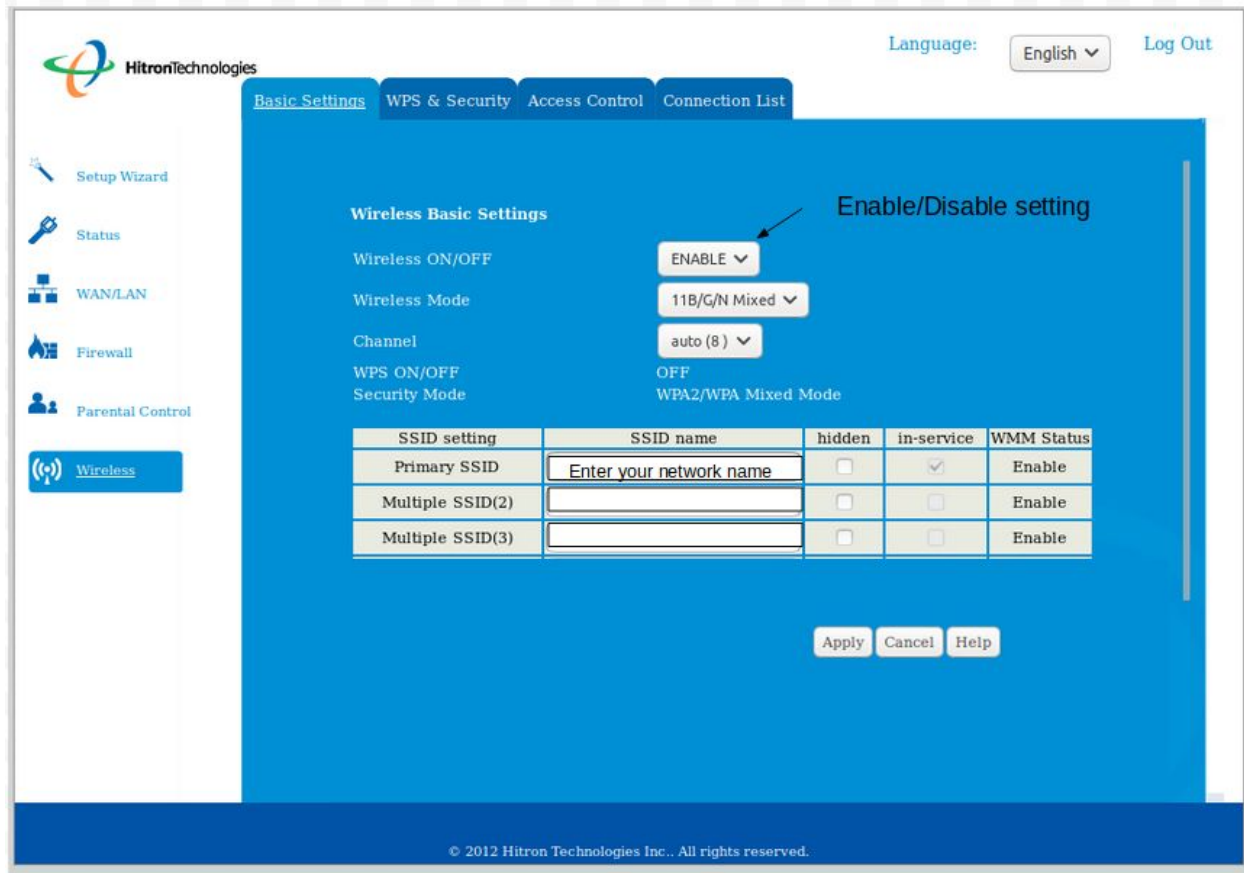 HitronTechnologies
Language: English Log Out
Basic Settings WPS & Security Access Control Connection List
Setup Wizard
Status
WAN/LAN
Firewall
Parental Control
Wireless
Wireless Basic Settings
Enable/Disable setting
Wireless ON/OFF ENABLE
Wireless Mode 11B/G/N Mixed
Channel auto (8 )
WPS ON/OFF OFF
Security Mode WPA2/WPA Mixed Mode
SSID setting SSID name hidden in-service WMM Status
Primary SSID Enter your network name Enable
Multiple SSID(2) Enable
Multiple SSID(3) Enable
Apply Cancel Help
© 2012 Hitron Technologies Inc.. All rights reserved.